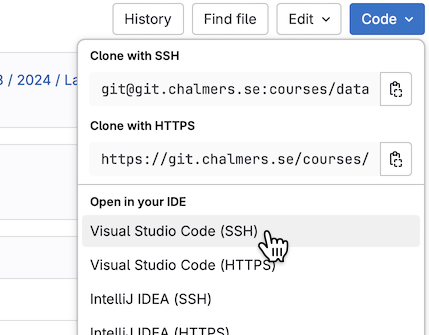 History Find file Edit Code
Clone with SSH
3 / 2024 / La
git@git.chalmers.se:courses/data
Clone with HTTPS
https://git.chalmers.se/courses/
Open in your IDE
Visual Studio Code (SSH)
Visual Studio Code (HTTPS)
IntelliJ IDEA (SSH)
IntelliJ IDEA (HTTPS)